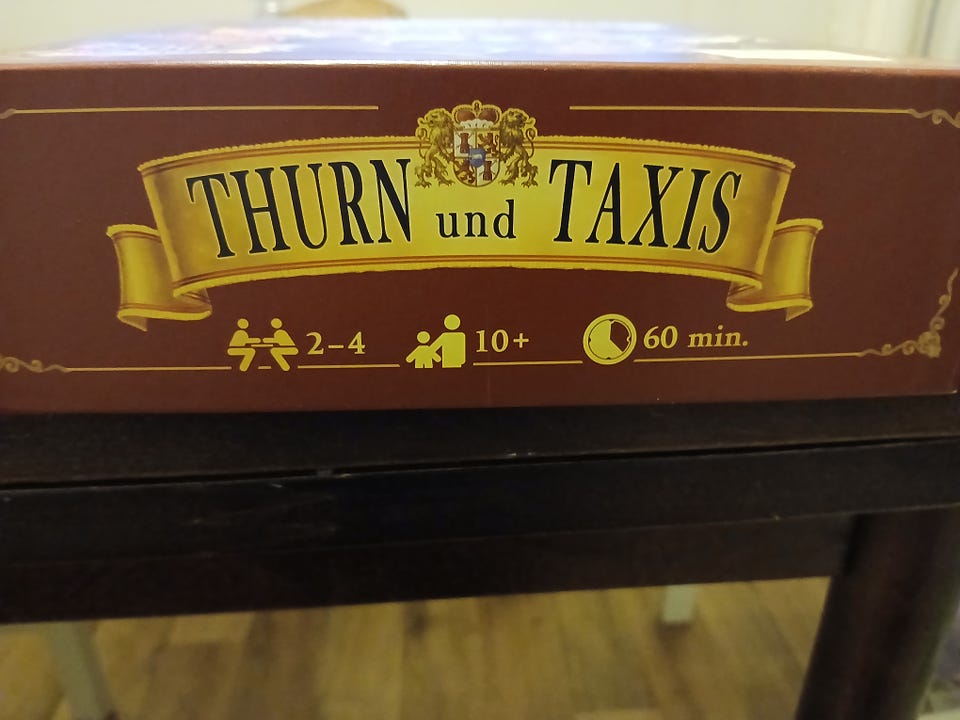 THURN und TAXIS
2–4 10+ 60 min.